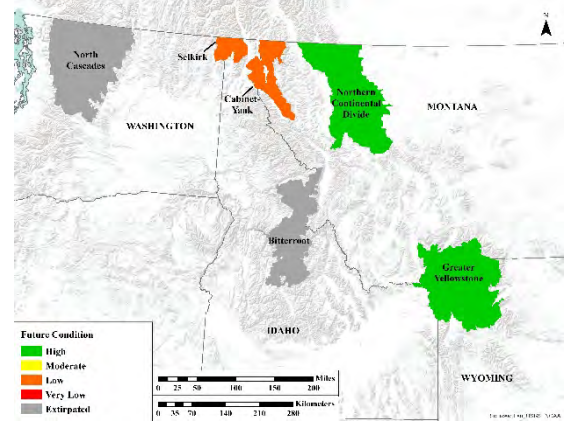 N
North
Cascades
Selkirk
Cabinet-
Yaak
Northern
Continental
Divide
MONTANA
WASHINGTON
Bitterroot
Greater
Yellowstone
IDAHO
WYOMING
Future Condition
High
Moderate
Low
Very Low
Extirpated
Miles
0 25 50 100 150 200
Kilometers
0 35 70 140 210 280